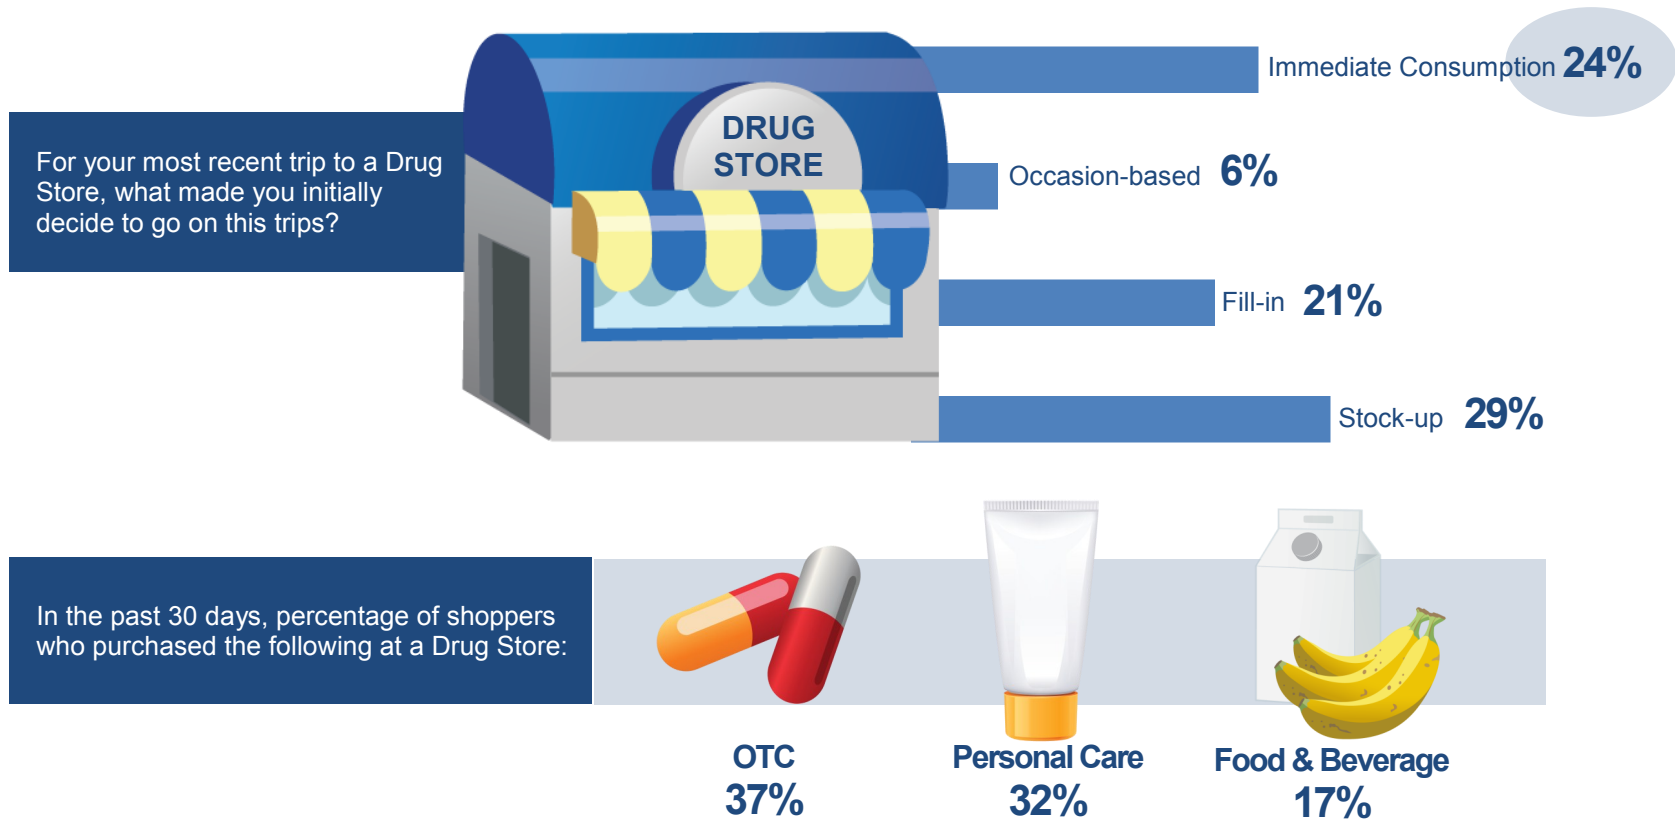 For your most recent trip to a Drug
Store, what made you initially
decide to go on this trips?
DRUG
STORE
Immediate Consumption 24%
Occasion-based 6%
Fill-in 21%
Stock-up 29%
In the past 30 days, percentage of shoppers
who purchased the following at a Drug Store:
OTC
37%
Personal Care
32%
Food & Beverage
17%